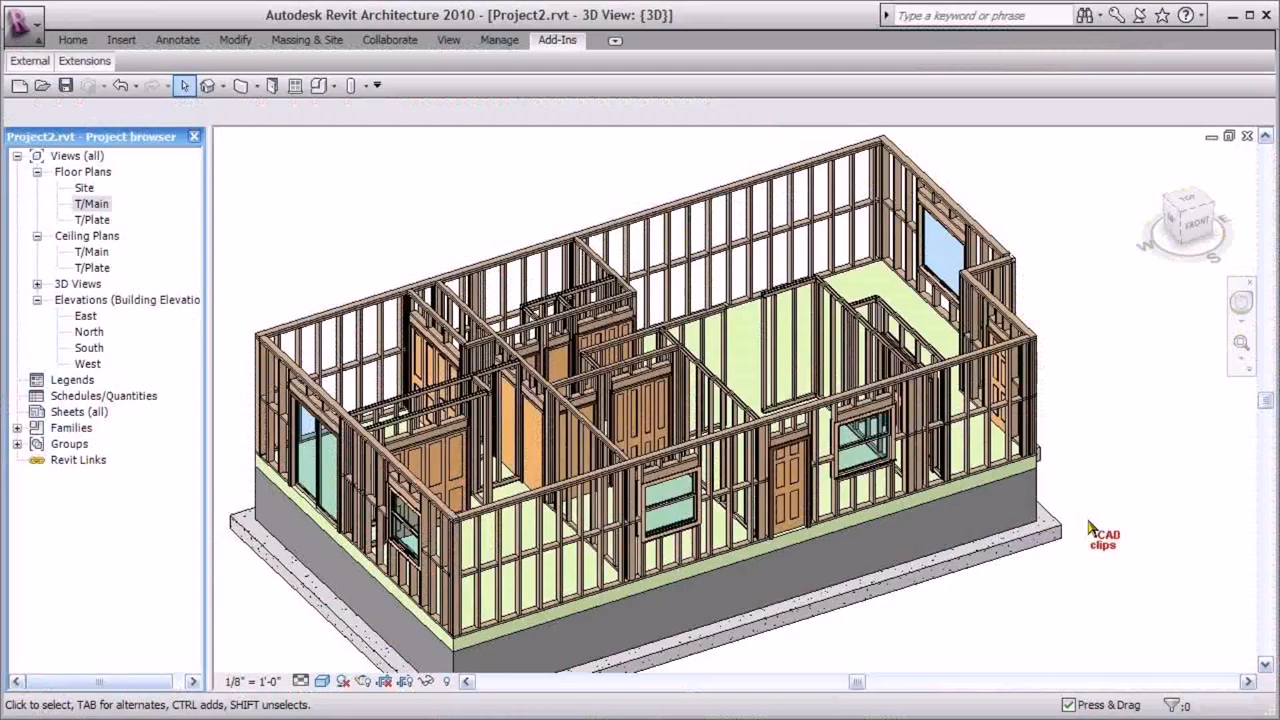 Autodesk Revit Architecture 2010 - [Project2.rvt - 3D View: {3D}]
Type a keyword or phrase
Home Insert Annotate Modify Massing & Site Collaborate View Manage Add-Ins
External Extensions
Project2.rvt - Project browser
Views (all)
Floor Plans
Site
T/Main
T/Plate
Ceiling Plans
T/Main
T/Plate
3D Views
Elevations (Building Elevatio
East
North
South
West
Legends
Schedules/Quantities
Sheets (all)
Families
Groups
Revit Links
TOP
FRONT
W
E
S
CAD
clips
1/8" = 1'-0"
Click to select, TAB for alternates, CTRL adds, SHIFT unselects.
Press & Drag
:0